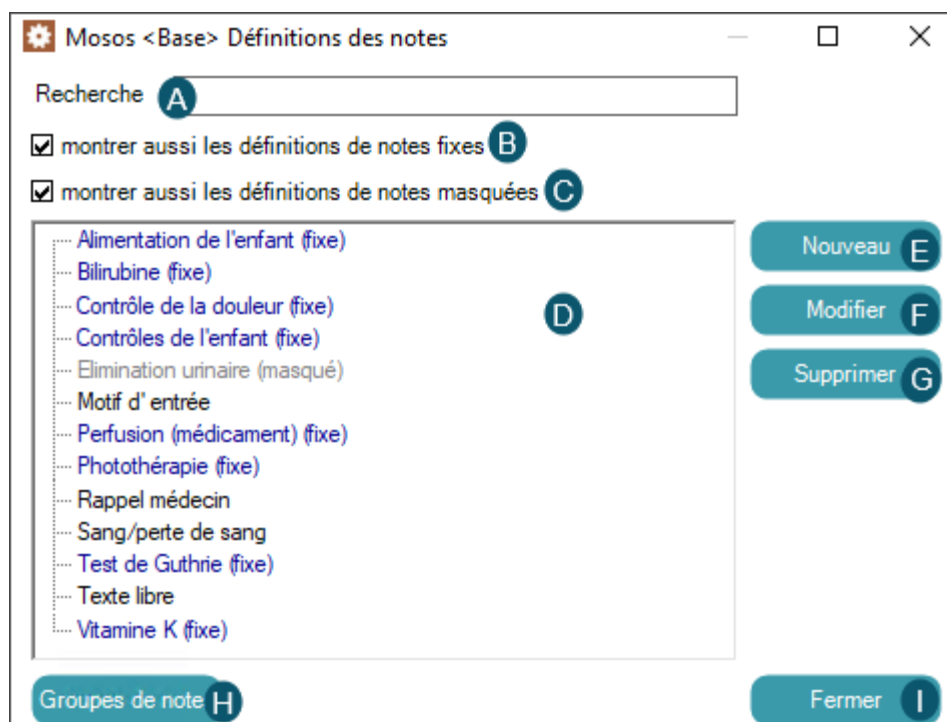 Mosos <Base> Définitions des notes
Recherche A
montrer aussi les définitions de notes fixes B
montrer aussi les définitions de notes masquées C
Alimentation de l'enfant (fixe)
Nouveau E
Bilirubine (fixe)
Contrôle de la douleur (fixe)
D
Modifier F
Contrôles de l'enfant (fixe)
Elimination urinaire (masqué)
Supprimer G
Motif d' entrée
Perfusion (médicament) (fixe)
Photothérapie (fixe)
Rappel médecin
Sang/perte de sang
Test de Guthrie (fixe)
Texte libre
Vitamine K (fixe)
Groupes de note H
Fermer I